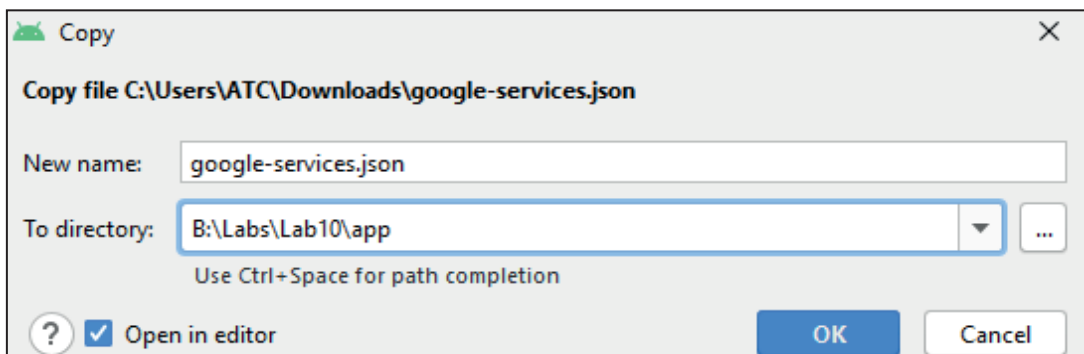 Copy
Copy file C:\Users\ATC\Downloads\google-services.json
New name: google-services.json
To directory: B:\Labs\Lab10\app ...
Use Ctrl+Space for path completion
? Open in editor OK Cancel